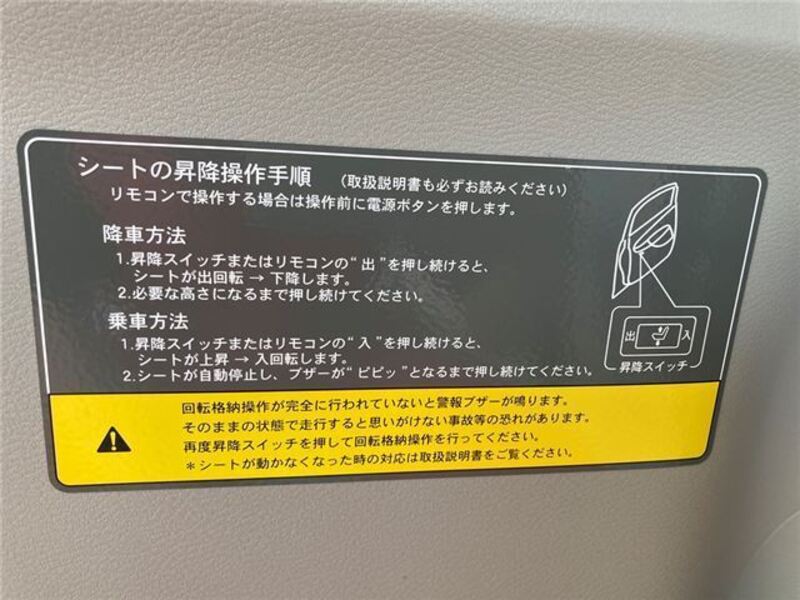 シートの昇降操作手順 (取扱説明書も必ずお読みください)
リモコンで操作する場合は操作前に電源ボタンを押します。
降車方法
1.昇降スイッチまたはリモコンの“出”を押し続けると、
シートが出回転 → 下降します。
2.必要な高さになるまで押し続けてください。
乗車方法
1.昇降スイッチまたはリモコンの“入”を押し続けると、
シートが上昇 → 入回転します。
2.シートが自動停止し、ブザーが“ピピッ”となるまで押し続けてください。
出 入
昇降スイッチ
回転格納操作が完全に行われていないと警報ブザーが鳴ります。
そのままの状態で走行すると思いがけない事故等の恐れがあります。
再度昇降スイッチを押して回転格納操作を行ってください。
*シートが動かなくなった時の対応は取扱説明書をご覧ください。